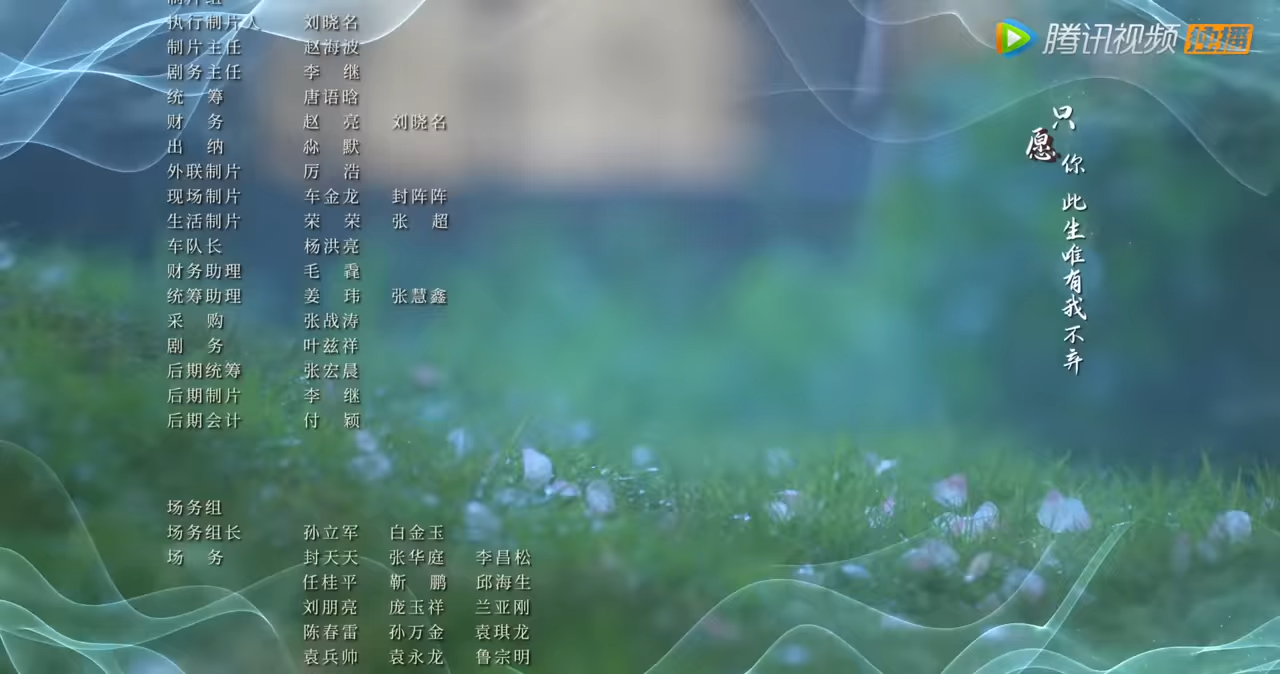 制片组
执行制片人 刘晓名
制片主任 赵海波
剧务主任 李 继
统 筹 唐语晗
财 务 赵 亮 刘晓名
出 纳 淼 默
外联制片 厉 浩
现场制片 车金龙 封阵阵
生活制片 荣 荣 张 超
车队长 杨洪亮
财务助理 毛 毳
统筹助理 姜 玮 张慧鑫
采 购 张战涛
剧 务 叶兹祥
后期统筹 张宏晨
后期制片 李 继
后期会计 付 颖
场务组
场务组长 孙立军 白金玉
场 务 封天天 张华庭 李昌松
任桂平 靳 鹏 邱海生
刘朋亮 庞玉祥 兰亚刚
陈春雷 孙万金 袁琪龙
袁兵帅 袁永龙 鲁宗明
腾讯视频 独播
只愿你
此生唯有我不弃